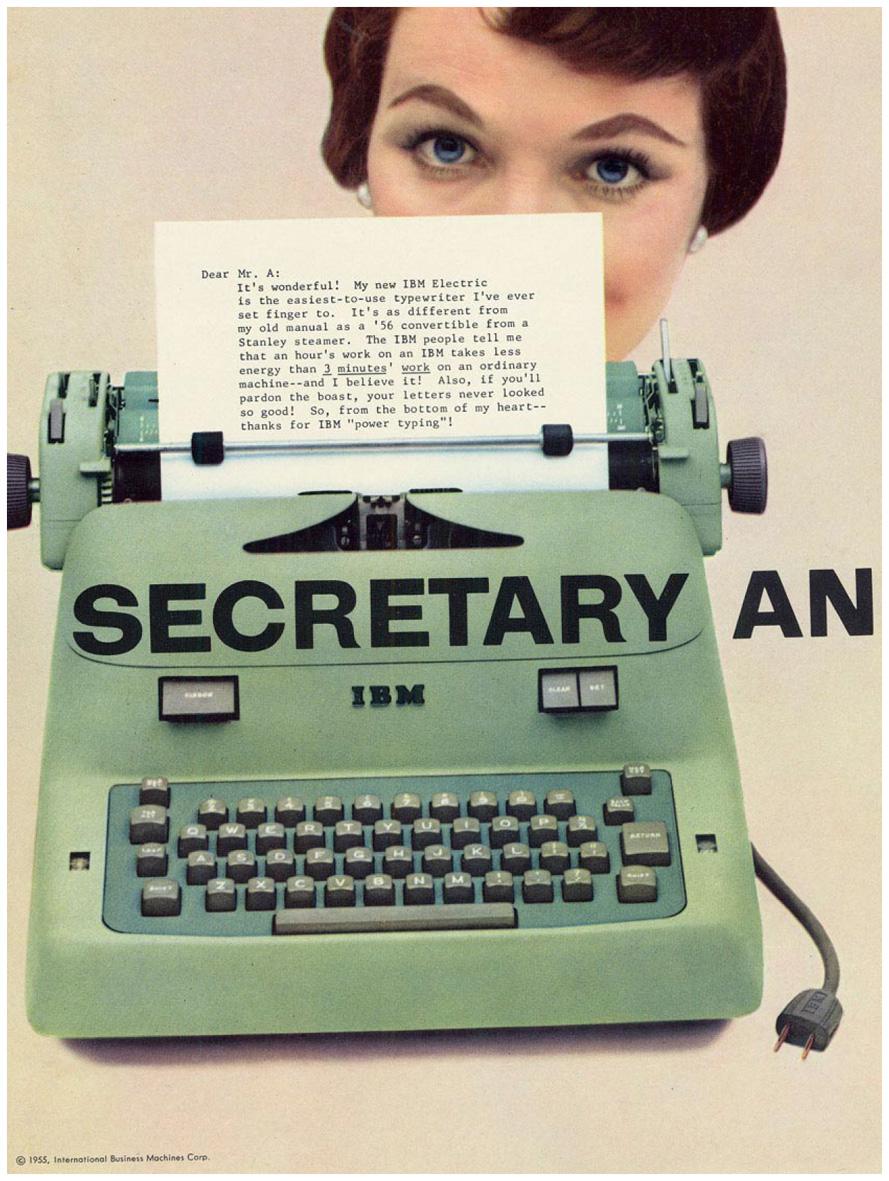 Dear Mr. A:
It's wonderful! My new IBM Electric
is the easiest-to-use typewriter I've ever
set finger to. It's as different from
my old manual as a '56 convertible from a
Stanley steamer. The IBM people tell me
that an hour's work on an IBM takes less
energy than 3 minutes' work on an ordinary
machine--and I believe it! Also, if you'll
pardon the boast, your letters never looked
so good! So, from the bottom of my heart--
thanks for IBM "power typing"!
SECRETARY AN
IBM
CLEAR SET
Q W E R T Y U I O P
RETURN
A S D F G H J K L
Z X C V B N M
IBM
© 1955, International Business Machines Corp.